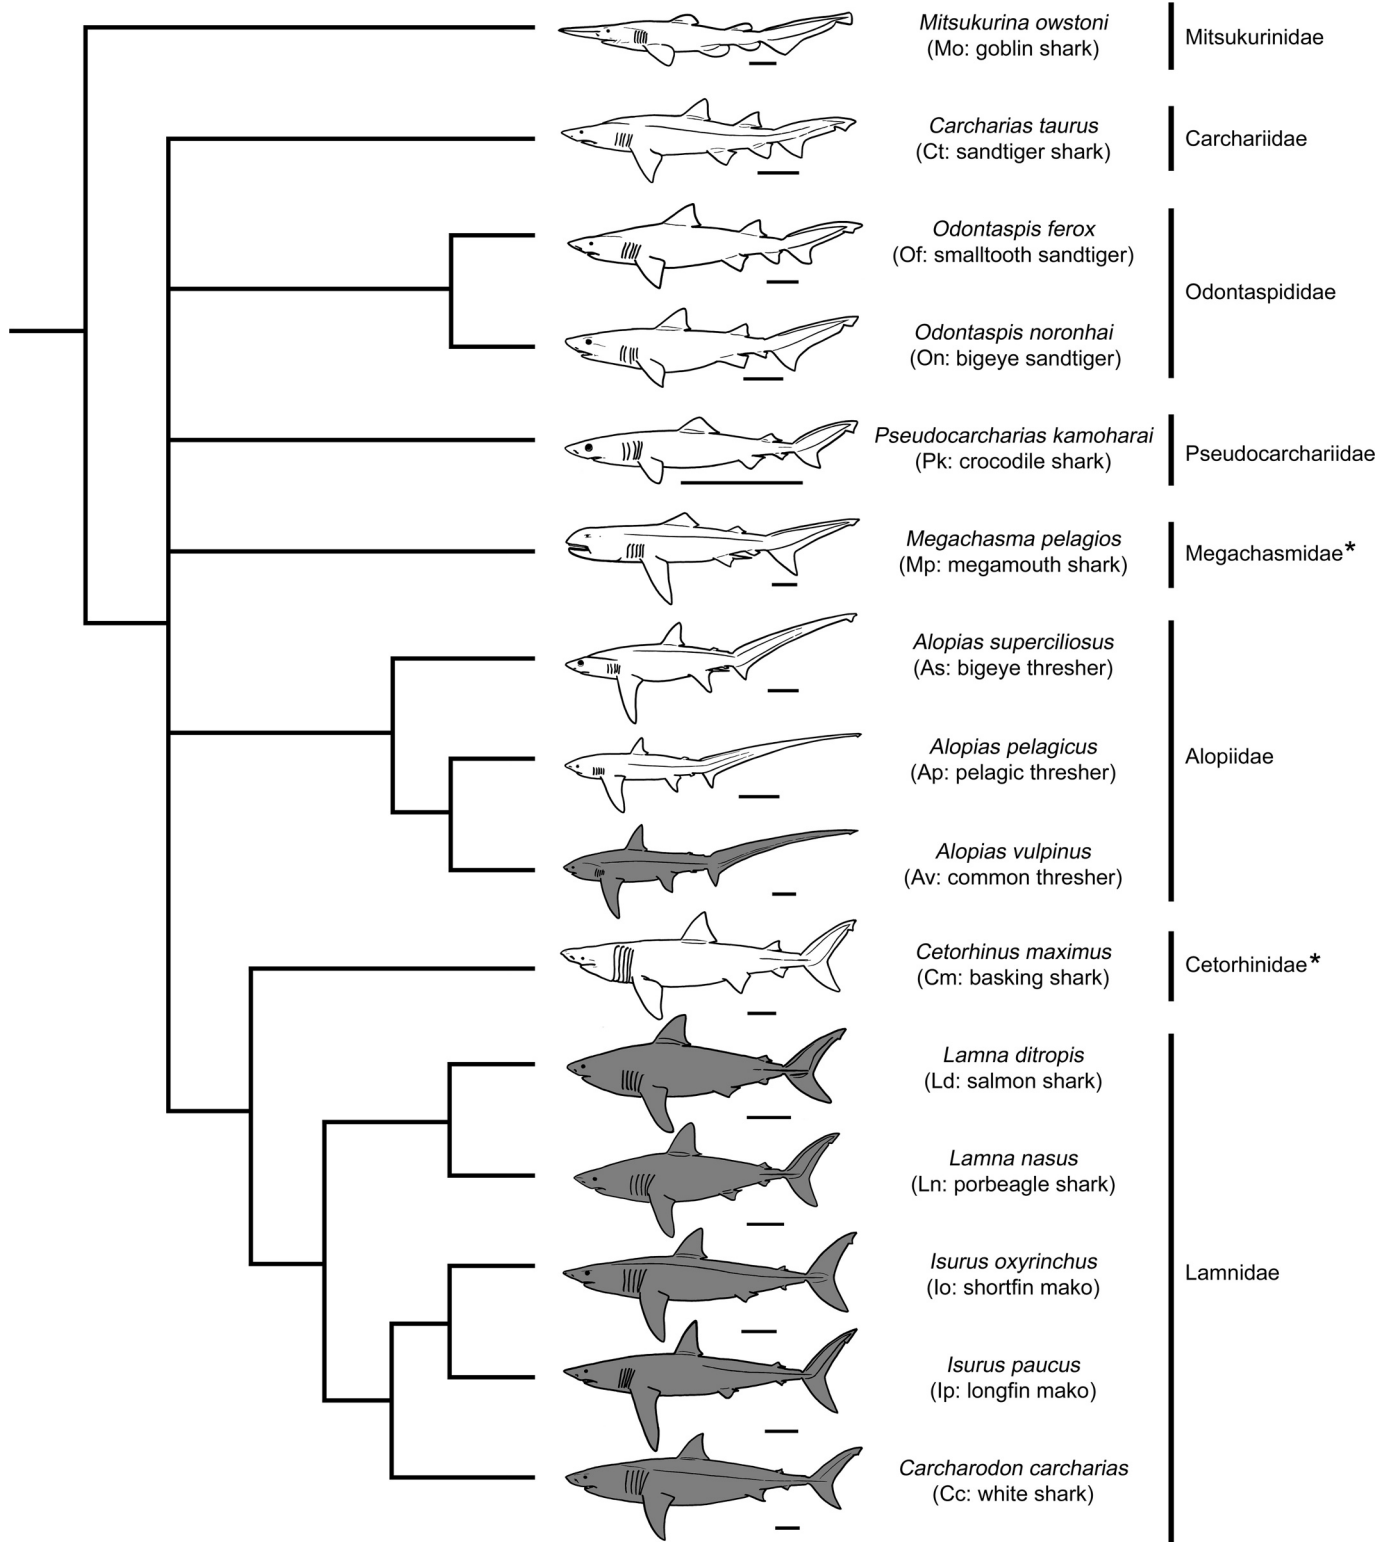 Mitsukurina owstoni
(Mo: goblin shark)
Mitsukurinidae
Carcharias taurus
(Ct: sandtiger shark)
Carchariidae
Odontaspis ferox
(Of: smalltooth sandtiger)
Odontaspididae
Odontaspis noronhai
(On: bigeye sandtiger)
Pseudocarcharias kamoharai
(Pk: crocodile shark)
Pseudocarchariidae
Megachasma pelagios
(Mp: megamouth shark)
Megachasmidae*
Alopias superciliosus
(As: bigeye thresher)
Alopias pelagicus
(Ap: pelagic thresher)
Alopiidae
Alopias vulpinus
(Av: common thresher)
Cetorhinus maximus
(Cm: basking shark)
Cetorhinidae*
Lamna ditropis
(Ld: salmon shark)
Lamna nasus
(Ln: porbeagle shark)
Isurus oxyrinchus
(Io: shortfin mako)
Lamnidae
Isurus paucus
(Ip: longfin mako)
Carcharodon carcharias
(Cc: white shark)